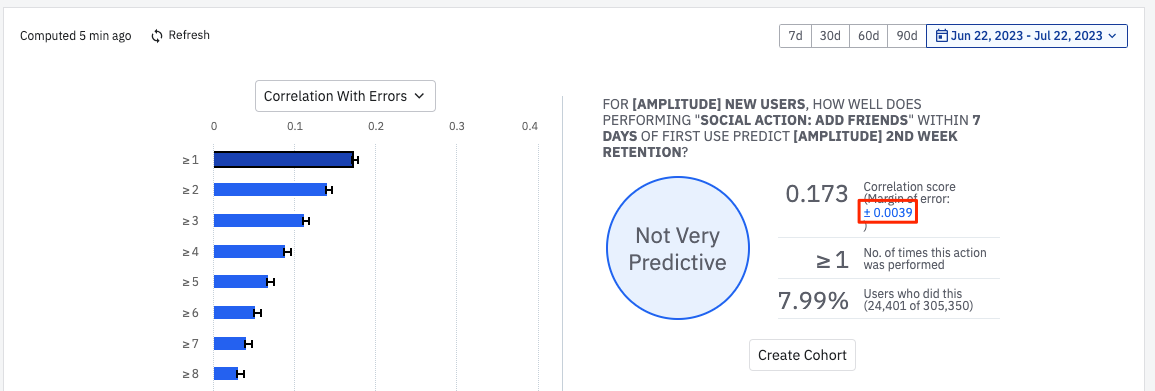 Computed 5 min ago Refresh 7d 30d 60d 90d Jun 22, 2023 - Jul 22, 2023
Correlation With Errors
0 0.1 0.2 0.3 0.4
≥ 1
≥ 2
≥ 3
≥ 4
≥ 5
≥ 6
≥ 7
≥ 8
FOR [AMPLITUDE] NEW USERS, HOW WELL DOES
PERFORMING "SOCIAL ACTION: ADD FRIENDS" WITHIN 7
DAYS OF FIRST USE PREDICT [AMPLITUDE] 2ND WEEK
RETENTION?
Not Very
Predictive
0.173
Correlation score
(Margin of error:
± 0.0039
)
≥ 1
No. of times this action
was performed
7.99%
Users who did this
(24,401 of 305,350)
Create Cohort